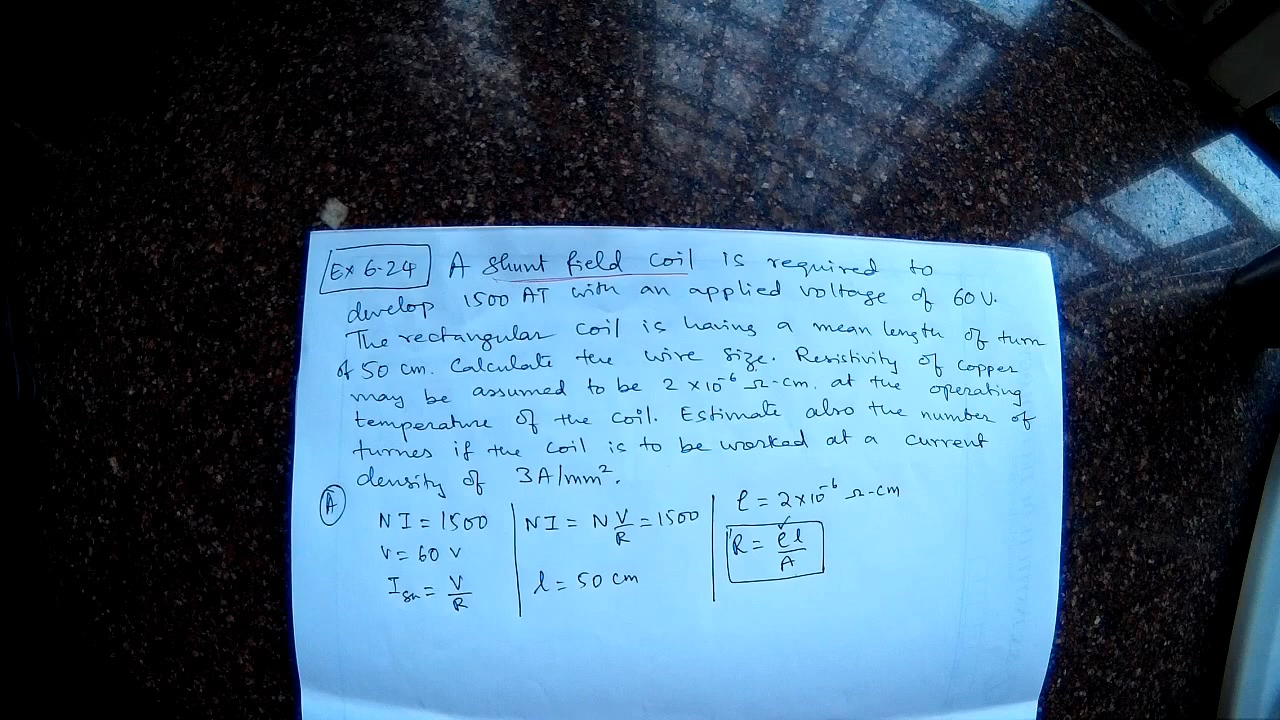 Ex 6.24 A shunt field coil is required to
develop 1500 AT with an applied voltage of 60 V.
The rectangular coil is having a mean length of turn
of 50 cm. Calculate the wire size. Resistivity of copper
may be assumed to be 2 × 10⁻⁶ Ω-cm. at the operating
temperature of the coil. Estimate also the number of
turnes if the coil is to be worked at a current
density of 3A/mm².
A
NI = 1500
V = 60 V
I_sh = V/R
NI = N V/R = 1500
l = 50 cm
ρ = 2×10⁻⁶ Ω-cm
R = ρl/A